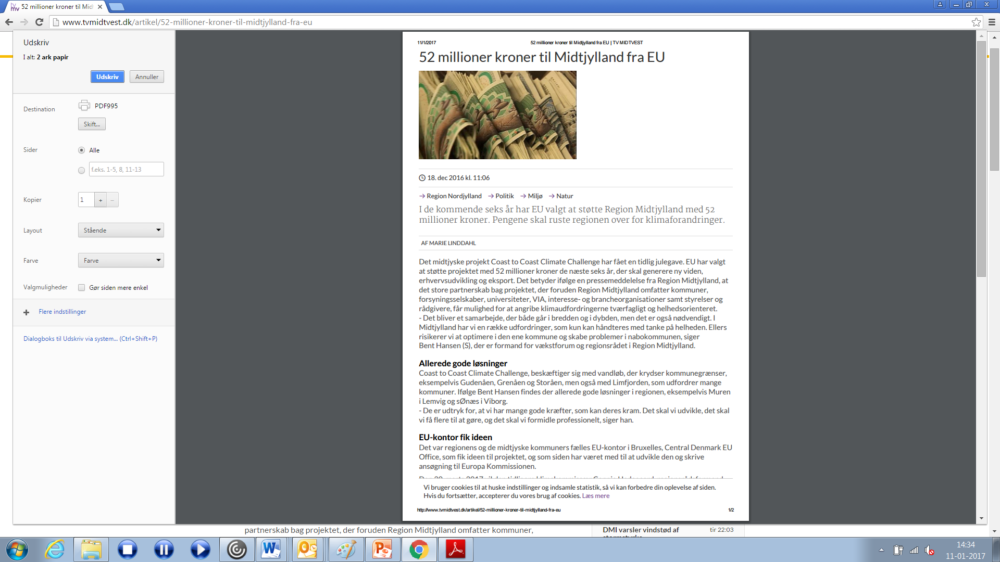 52 millioner kroner til Mid
www.tvmidtvest.dk/artikel/52-millioner-kroner-til-midtjylland-fra-eu
Udskriv
I alt: 2 ark papir
Udskriv
Annuller
Destination
PDF995
Skift...
Sider
Alle
f.eks. 1-5, 8, 11-13
Kopier
1
+
–
Layout
Stående
Farve
Farve
Valgmuligheder
Gør siden mere enkel
Flere indstillinger
Dialogboks til Udskriv via system... (Ctrl+Shift+P)
11/1/2017
52 millioner kroner til Midtjylland fra EU | TV MIDTVEST
52 millioner kroner til Midtjylland fra EU
18. dec 2016 kl. 11:06
→ Region Nordjylland → Politik → Miljø → Natur
I de kommende seks år har EU valgt at støtte Region Midtjylland med 52
millioner kroner. Pengene skal ruste regionen over for klimaforandringer.
AF MARIE LINDDAHL
Det midtjyske projekt Coast to Coast Climate Challenge har fået en tidlig julegave. EU har valgt
at støtte projektet med 52 millioner kroner de næste seks år, der skal generere ny viden,
erhvervsudvikling og eksport. Det betyder ifølge en pressemeddelelse fra Region Midtjylland, at
det store partnerskab bag projektet, der foruden Region Midtjylland omfatter kommuner,
forsyningsselskaber, universiteter, VIA, interesse- og brancheorganisationer samt styrelser og
rådgivere, får mulighed for at angribe klimaudfordringerne tværfagligt og helhedsorienteret.
- Det bliver et samarbejde, der både går i bredden og i dybden, men det er også nødvendigt. I
Midtjylland har vi en række udfordringer, som kun kan håndteres med tanke på helheden. Ellers
risikerer vi at optimere i den ene kommune og skabe problemer i nabokommunen, siger
Bent Hansen (S), der er formand for vækstforum og regionsrådet i Region Midtjylland.
Allerede gode løsninger
Coast to Coast Climate Challenge, beskæftiger sig med vandløb, der krydser kommunegrænser,
eksempelvis Gudenåen, Grenåen og Storåen, men også med Limfjorden, som udfordrer mange
kommuner. Ifølge Bent Hansen findes der allerede gode løsninger i regionen, eksempelvis Muren
i Lemvig og sØnæs i Viborg.
- De er udtryk for, at vi har mange gode kræfter, som kan deres kram. Det skal vi udvikle, det skal
vi få flere til at gøre, og det skal vi formidle professionelt, siger han.
EU-kontor fik ideen
Det var regionens og de midtjyske kommuners fælles EU-kontor i Bruxelles, Central Denmark EU
Office, som fik ideen til projektet, og som siden har været med til at udvikle den og skrive
ansøgning til Europa Kommissionen.
Vi bruger cookies til at huske indstillinger og indsamle statistik, så vi kan forbedre din oplevelse af siden.
Hvis du fortsætter, accepterer du vores brug af cookies. Læs mere
http://www.tvmidtvest.dk/artikel/52-millioner-kroner-til-midtjylland-fra-eu
1/2
partnerskab bag projektet, der foruden Region Midtjylland omfatter kommuner,
DMI varsler vindstød af
tir 22:03
14:34
11-01-2017